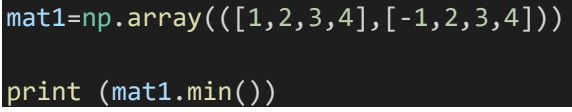 mat1=np.array(([1,2,3,4],[-1,2,3,4]))
print (mat1.min())